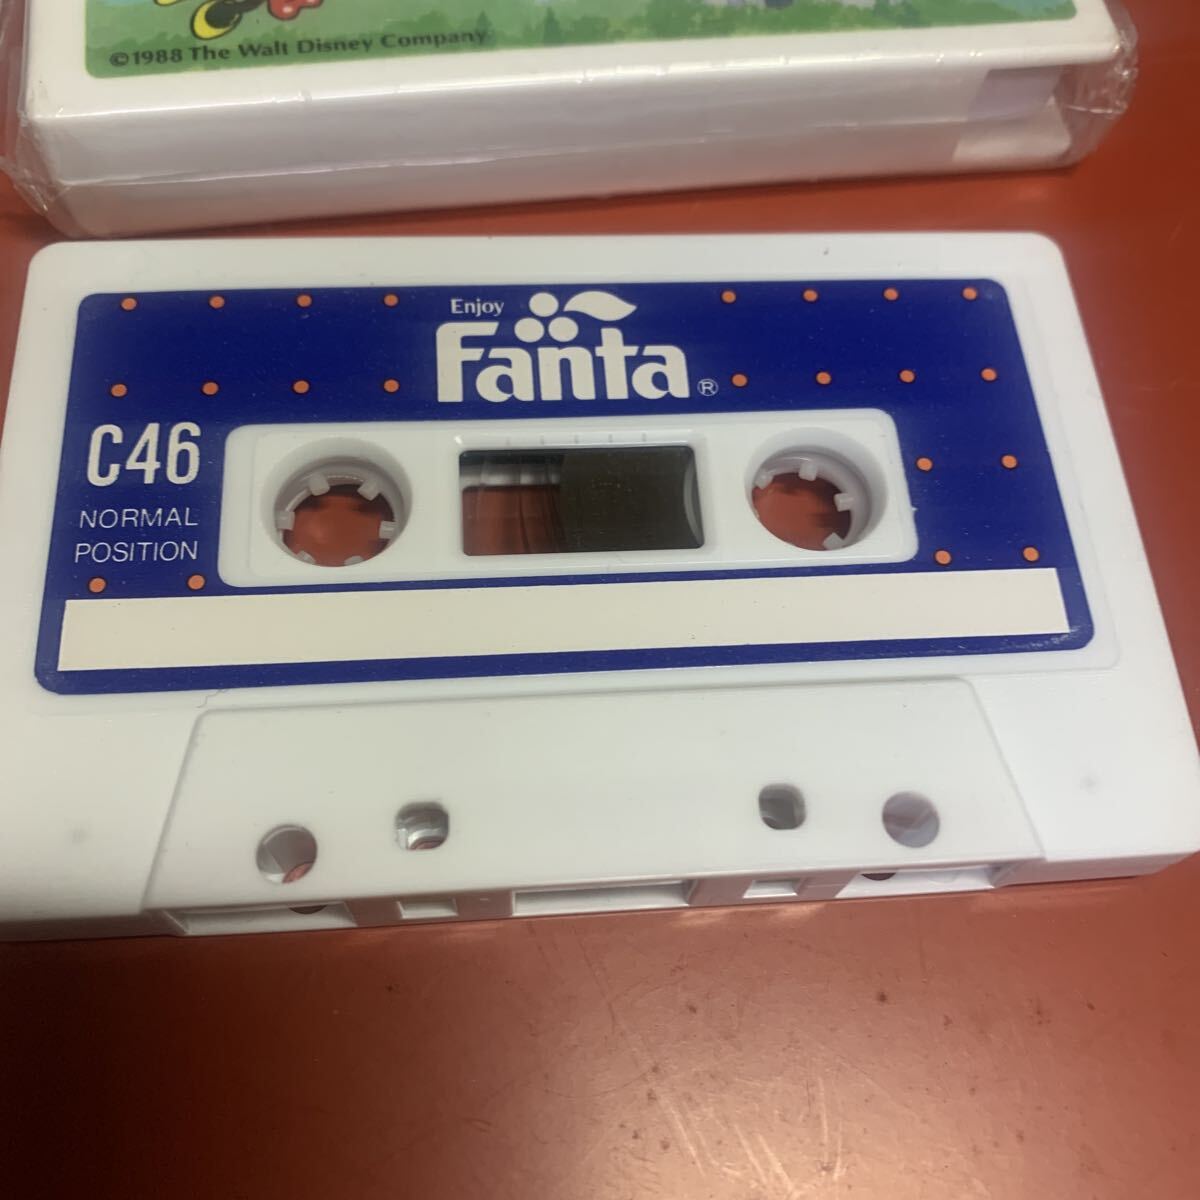 ©1988 The Walt Disney Company
Enjoy
Fanta®
C46
NORMAL
POSITION